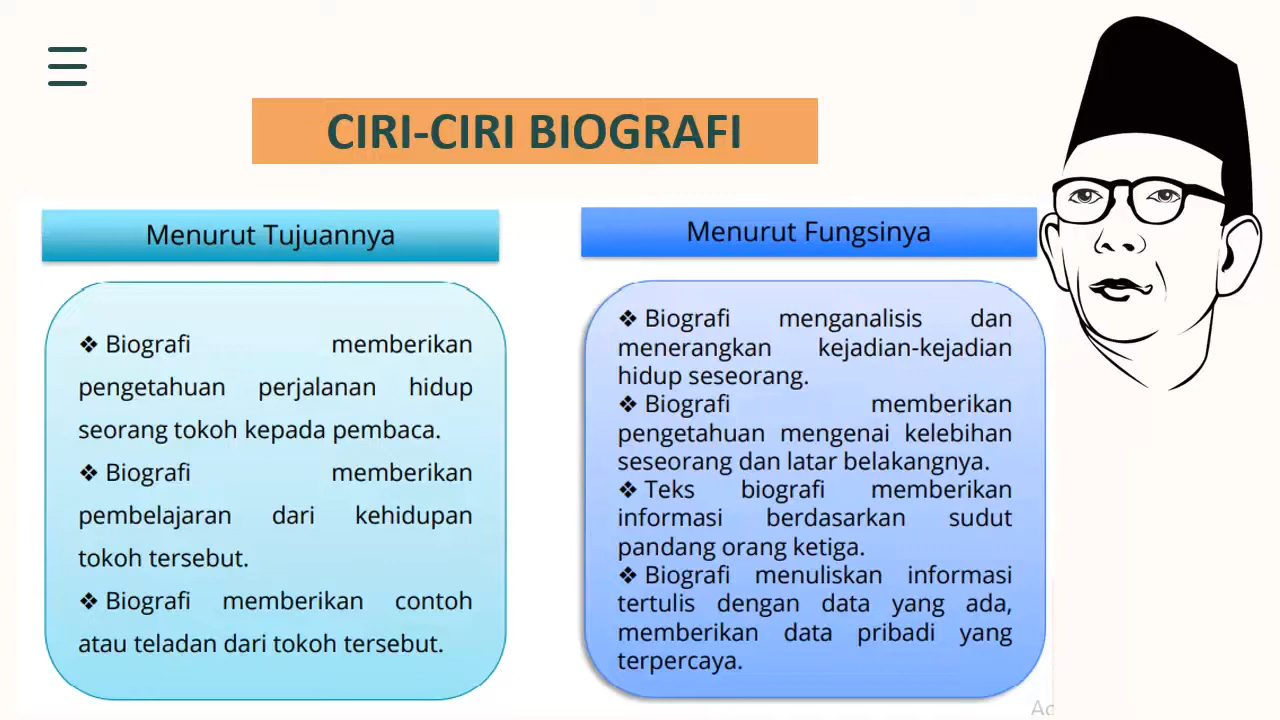 CIRI-CIRI BIOGRAFI
Menurut Tujuannya
❖ Biografi memberikan
pengetahuan perjalanan hidup
seorang tokoh kepada pembaca.
❖ Biografi memberikan
pembelajaran dari kehidupan
tokoh tersebut.
❖ Biografi memberikan contoh
atau teladan dari tokoh tersebut.
Menurut Fungsinya
❖ Biografi menganalisis dan
menerangkan kejadian-kejadian
hidup seseorang.
❖ Biografi memberikan
pengetahuan mengenai kelebihan
seseorang dan latar belakangnya.
❖ Teks biografi memberikan
informasi berdasarkan sudut
pandang orang ketiga.
❖ Biografi menuliskan informasi
tertulis dengan data yang ada,
memberikan data pribadi yang
terpercaya.